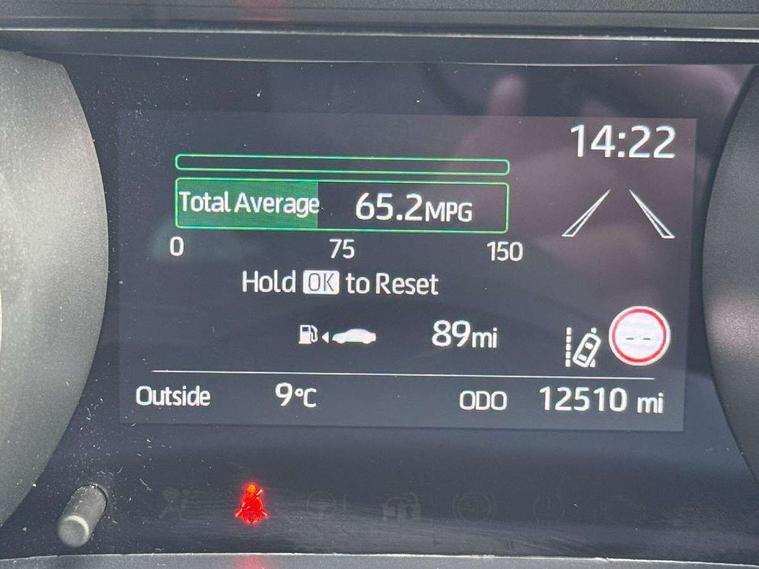 14:22
Total Average 65.2MPG
0 75 150
Hold OK to Reset
89mi
--
Outside 9°C ODO 12510 mi